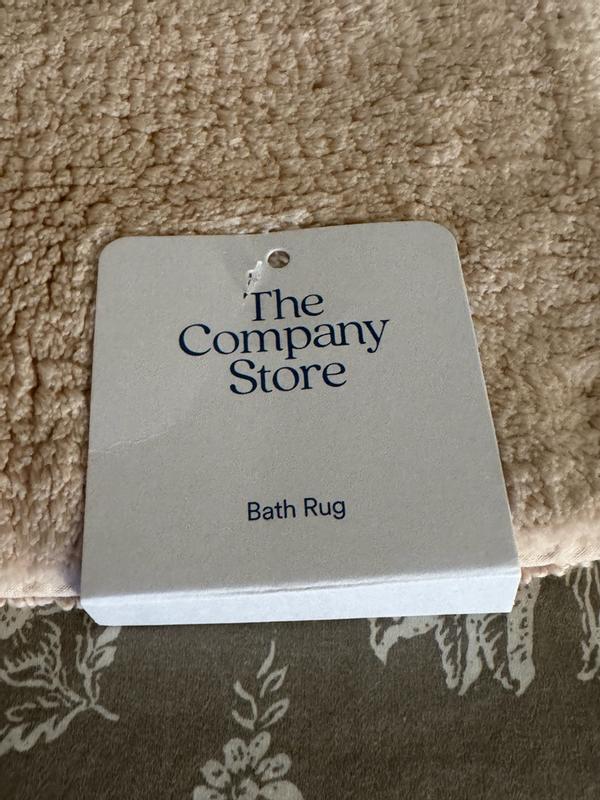 The
Company
Store
Bath Rug